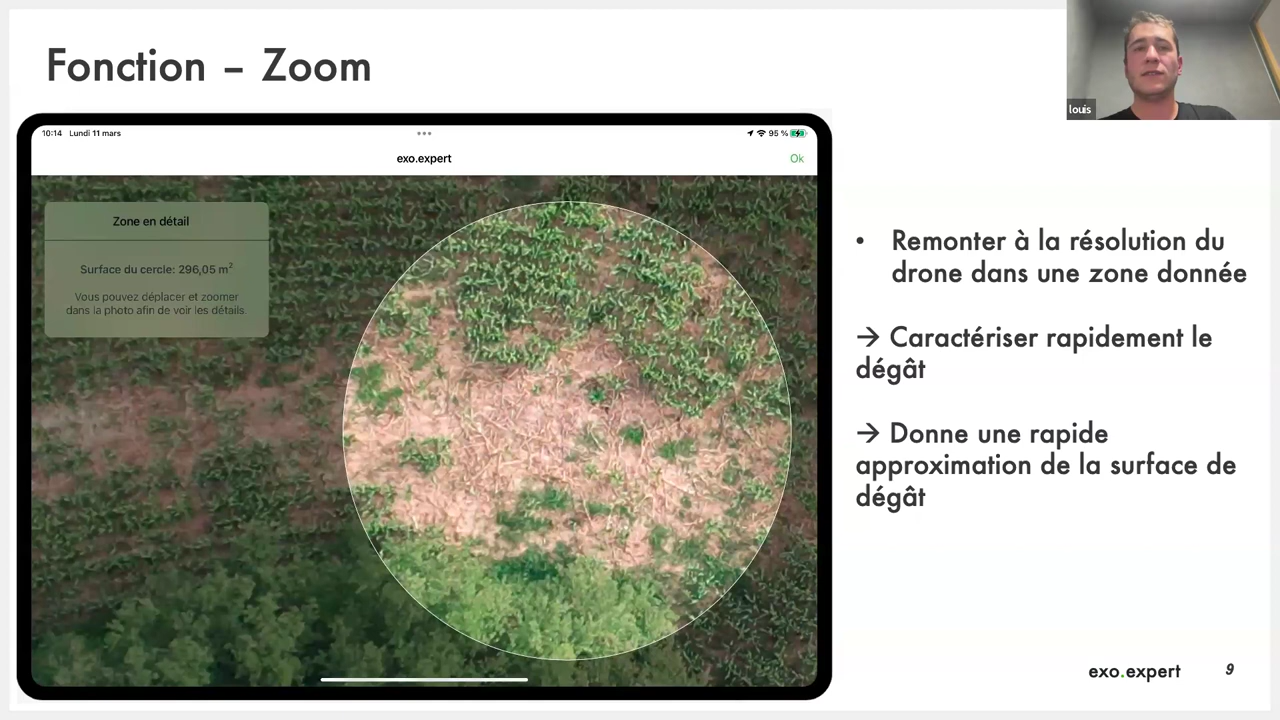 Fonction – Zoom
louis
10:14 Lundi 11 mars
95 %
exo.expert
Ok
Zone en détail
Surface du cercle: 296,05 m²
Vous pouvez déplacer et zoomer
dans la photo afin de voir les détails.
• Remonter à la résolution du
drone dans une zone donnée
→ Caractériser rapidement le
dégât
→ Donne une rapide
approximation de la surface de
dégât
exo.expert
9